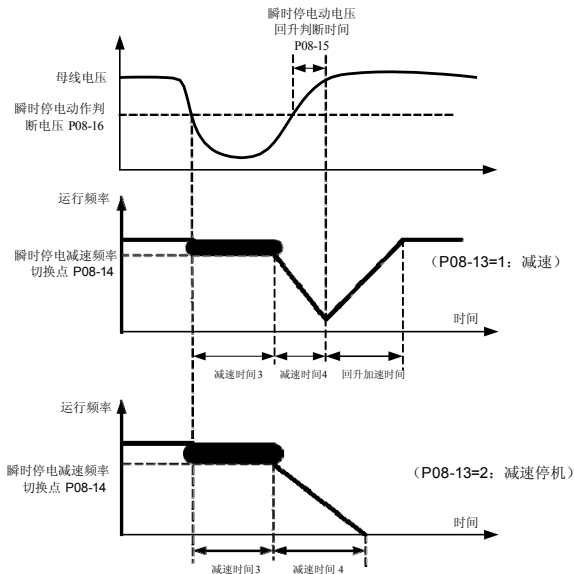 瞬时停电动电压
回升判断时间
P08-15
母线电压
瞬时停电动作判
断电压 P08-16
运行频率
瞬时停电减速频率
切换点 P08-14
（P08-13=1：减速）
时间
减速时间3
减速时间4
回升加速时间
运行频率
瞬时停电减速频率
切换点 P08-14
（P08-13=2：减速停机）
时间
减速时间3
减速时间 4